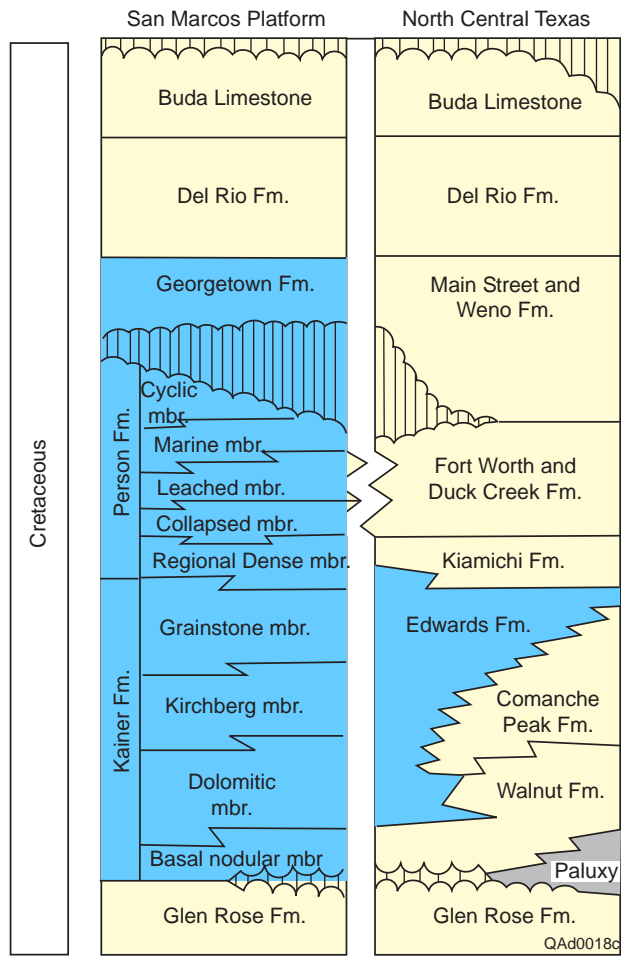 San Marcos Platform
North Central Texas
Cretaceous
Buda Limestone
Del Rio Fm.
Georgetown Fm.
Person Fm.
Cyclic
mbr.
Marine mbr.
Leached mbr.
Collapsed mbr.
Regional Dense mbr.
Kainer Fm.
Grainstone mbr.
Kirchberg mbr.
Dolomitic
mbr.
Basal nodular mbr
Glen Rose Fm.
Buda Limestone
Del Rio Fm.
Main Street and
Weno Fm.
Fort Worth and
Duck Creek Fm.
Kiamichi Fm.
Edwards Fm.
Comanche
Peak Fm.
Walnut Fm.
Paluxy
Glen Rose Fm.
QAd0018c